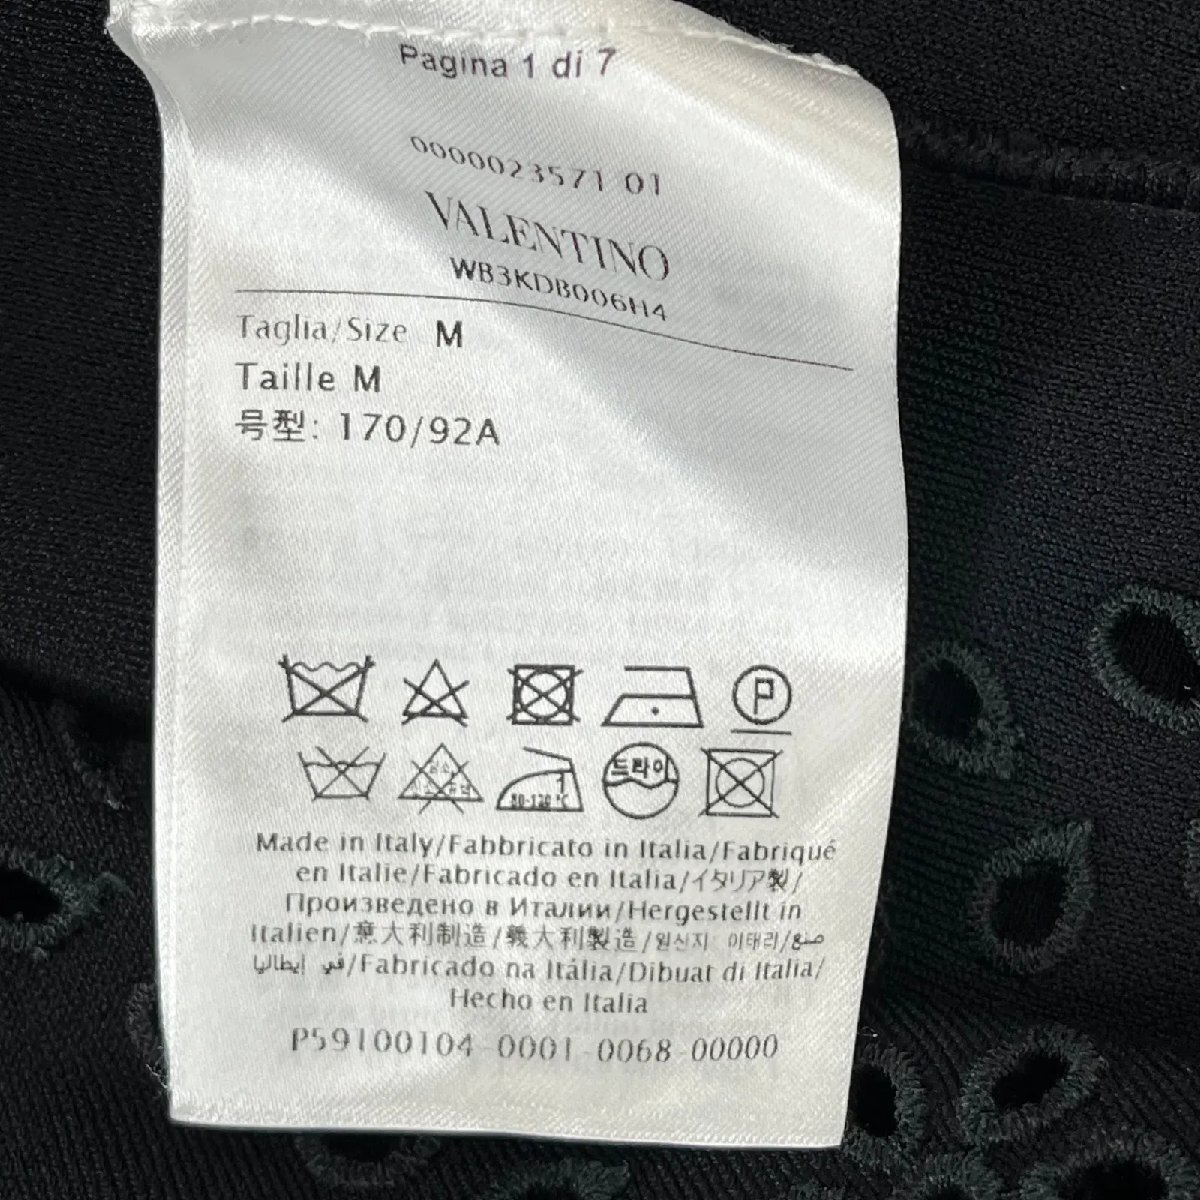 Pagina 1 di 7
0000023571 01
VALENTINO
WB3KDB006H4
Taglia/Size M
Taille M
号型: 170/92A
P
드라이
80-120 °C
Made in Italy/Fabbricato in Italia/Fabriqué
en Italie/Fabricado en Italia/イタリア製/
Произведено в Италии/Hergestellt in
Italien/意大利制造/義大利製造/원산지: 이태리/صنع
في إيطاليا/Fabricado na Itália/Dibuat di Italia/
Hecho en Italia
P59100104-0001-0068-00000